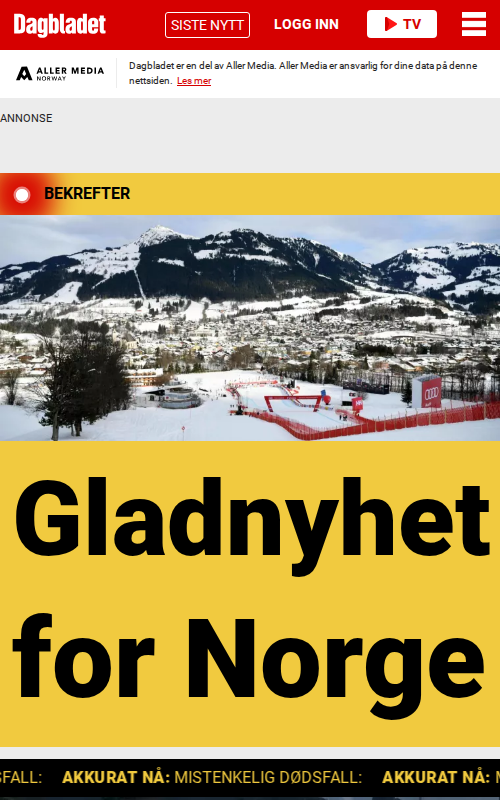 Dagbladet
SISTE NYTT
LOGG INN
TV
ALLER MEDIA
NORWAY
Dagbladet er en del av Aller Media. Aller Media er ansvarlig for dine data på denne
nettsiden. Les mer
ANNONSE
BEKREFTER
Audi
Gladnyhet
for Norge
SFALL: AKKURAT NÅ: MISTENKELIG DØDSFALL: AKKURAT NÅ: M